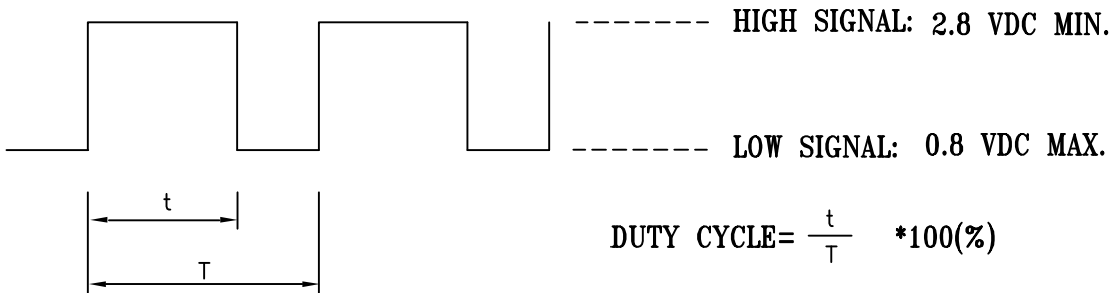 HIGH SIGNAL: 2.8 VDC MIN.
LOW SIGNAL: 0.8 VDC MAX.
t
T
DUTY CYCLE= t/T *100(%)